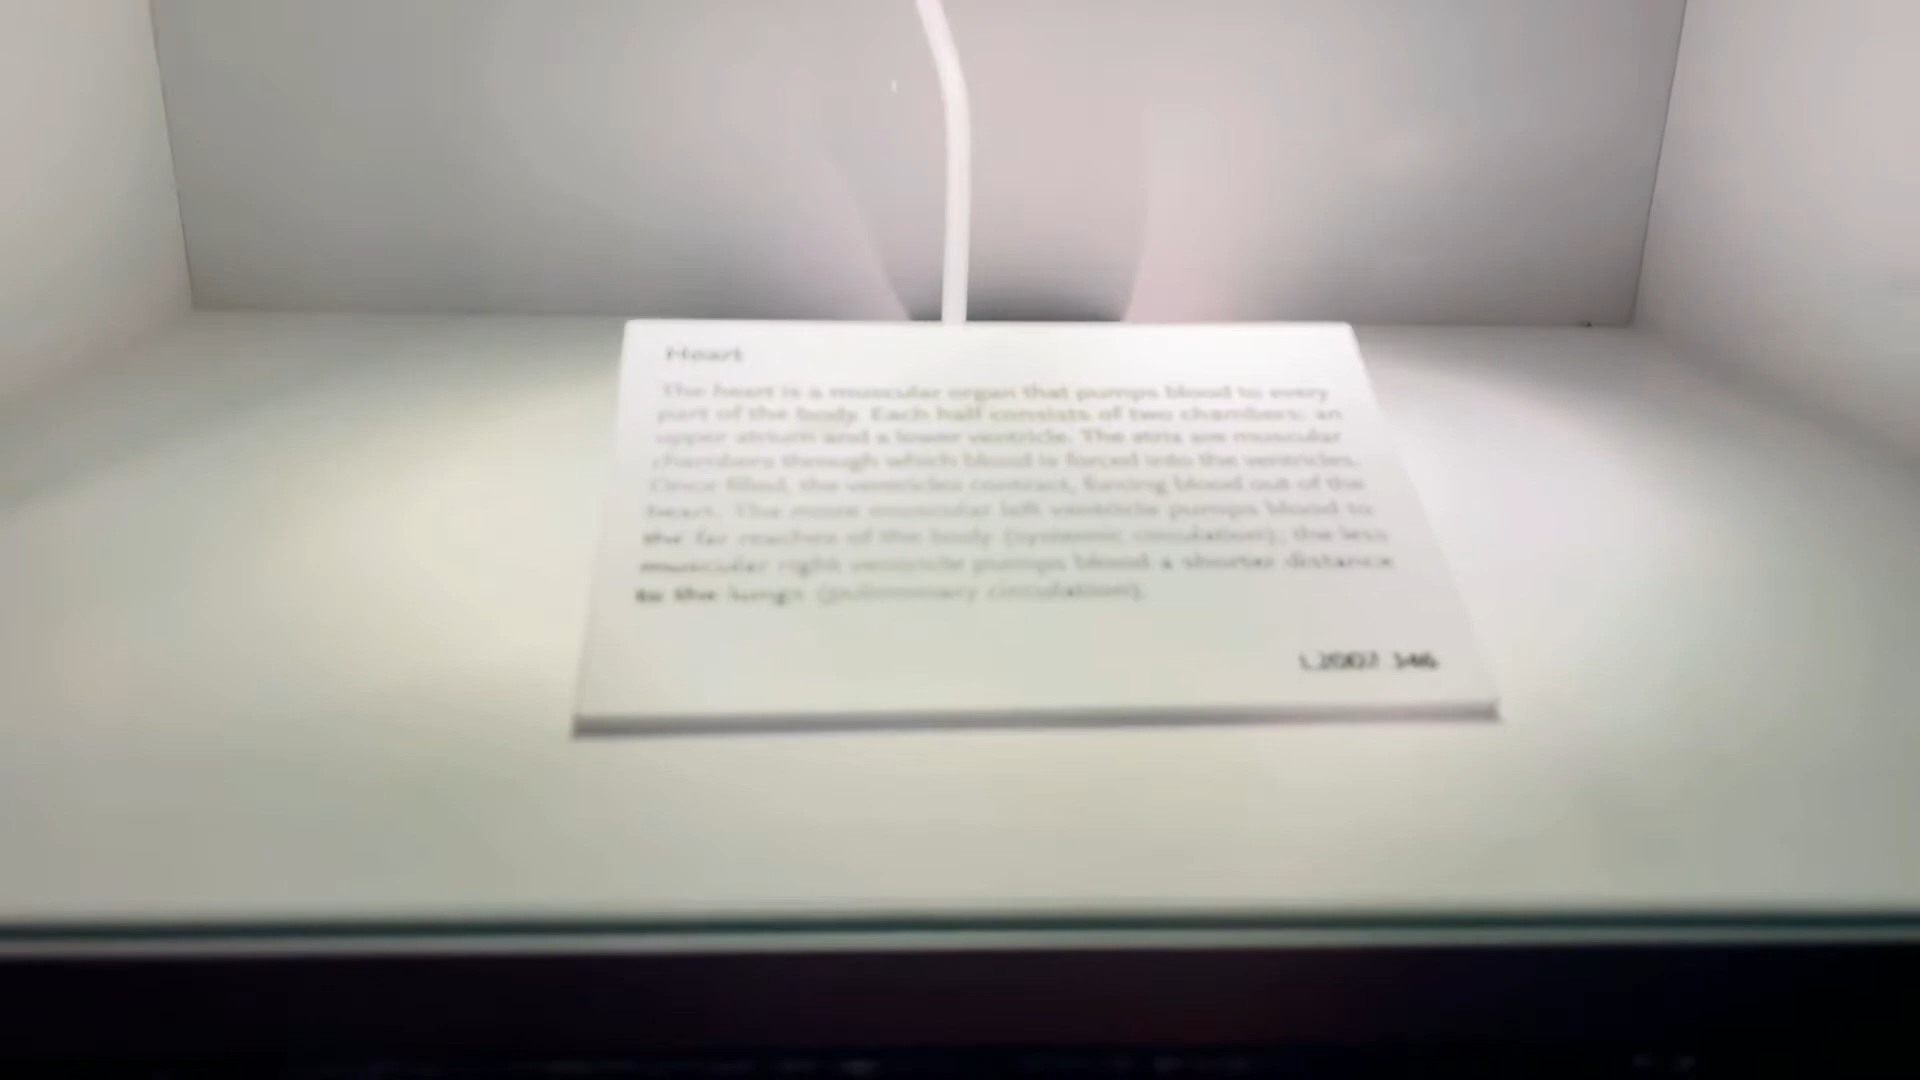 Heart
The heart is a muscular organ that pumps blood to every
part of the body. Each half consists of two chambers: an
upper atrium and a lower ventricle. The atria are muscular
chambers through which blood is forced into the ventricles.
Once filled, the ventricles contract, forcing blood out of the
heart. The more muscular left ventricle pumps blood to
the far reaches of the body (systemic circulation); the less
muscular right ventricle pumps blood a shorter distance
to the lungs (pulmonary circulation).